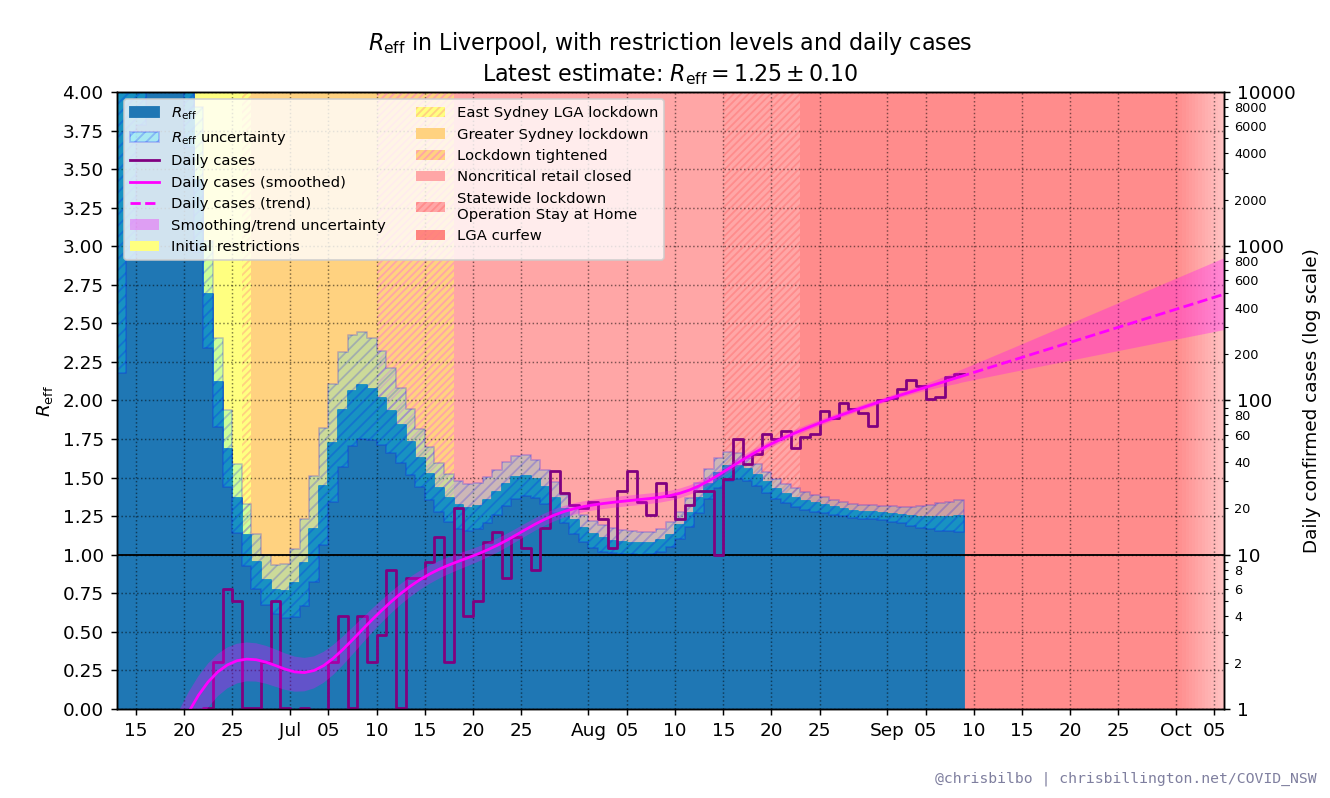 Reff in Liverpool, with restriction levels and daily cases
Latest estimate: Reff = 1.25 ± 0.10
Reff
Reff uncertainty
Daily cases
Daily cases (smoothed)
Daily cases (trend)
Smoothing/trend uncertainty
Initial restrictions
East Sydney LGA lockdown
Greater Sydney lockdown
Lockdown tightened
Noncritical retail closed
Statewide lockdown
Operation Stay at Home
LGA curfew
Reff
4.00
3.75
3.50
3.25
3.00
2.75
2.50
2.25
2.00
1.75
1.50
1.25
1.00
0.75
0.50
0.25
0.00
15 20 25 Jul 05 10 15 20 25 Aug 05 10 15 20 25 Sep 05 10 15 20 25 Oct 05
10000
8000
6000
4000
2000
1000
800
600
400
200
100
80
60
40
20
10
8
6
4
2
1
Daily confirmed cases (log scale)
@chrisbilbo | chrisbillington.net/COVID_NSW